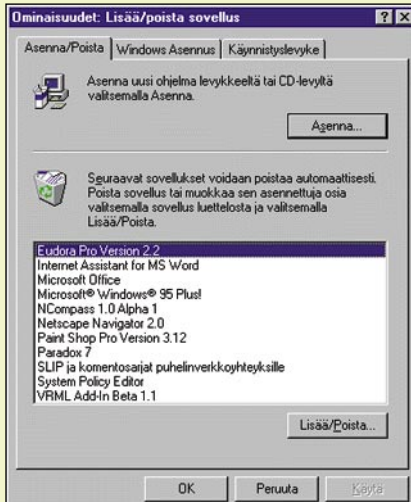 Ominaisuudet: Lisää/poista sovellus
Asenna/Poista
Windows Asennus
Käynnistyslevyke
Asenna uusi ohjelma levykkeeltä tai CD-levyltä
valitsemalla Asenna.
Asenna...
Seuraavat sovellukset voidaan poistaa automaattisesti.
Poista sovellus tai muokkaa sen asennettuja osia
valitsemalla sovellus luettelosta ja valitsemalla
Lisää/Poista.
Eudora Pro Version 2.2
Internet Assistant for MS Word
Microsoft Office
Microsoft® Windows® 95 Plus!
NCompass 1.0 Alpha 1
Netscape Navigator 2.0
Paint Shop Pro Version 3.12
Paradox 7
SLIP ja komentosarjat puhelinverkkoyhteyksille
System Policy Editor
VRML Add-In Beta 1.1
Lisää/Poista...
OK
Peruuta
Käytä